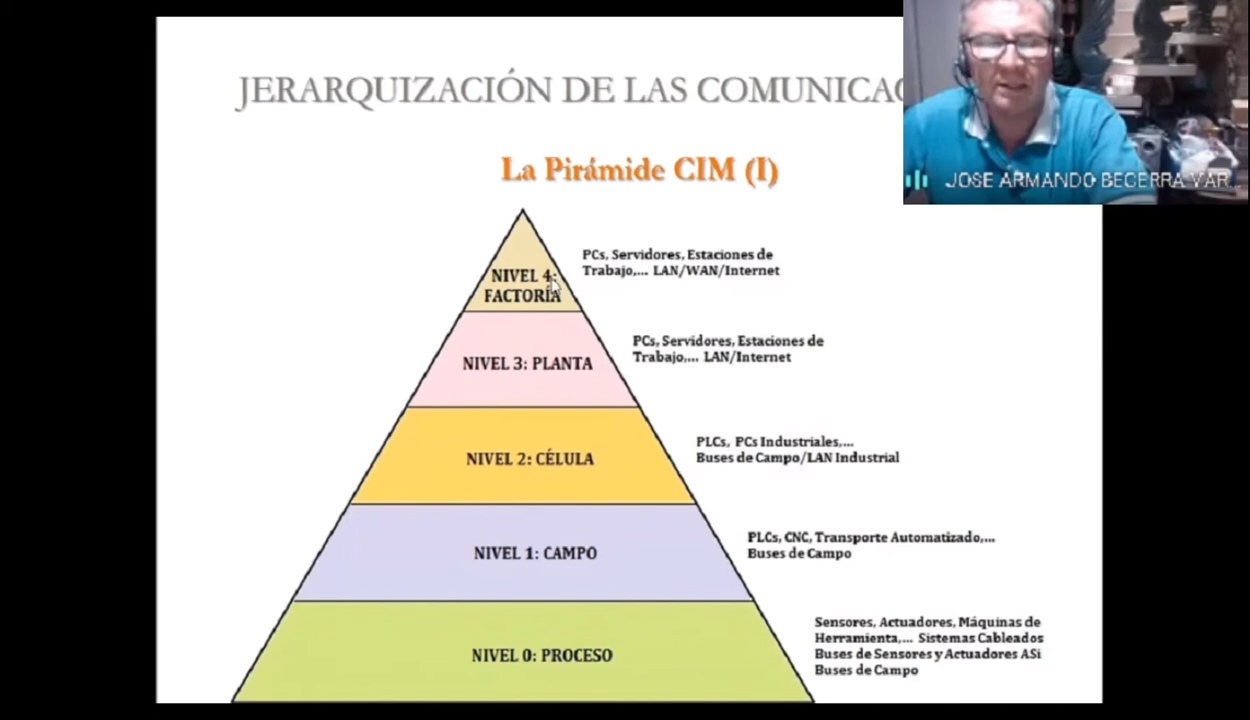 JERARQUIZACIÓN DE LAS
La Pirámide CIM (I)
JOSE ARMANDO BECERRA VAR
NIVEL 4:
FACTORÍA
PCs, Servidores, Estaciones de
Trabajo,... LAN/WAN/Internet
NIVEL 3: PLANTA
PCs, Servidores, Estaciones de
Trabajo,... LAN/Internet
NIVEL 2: CÉLULA
PLCs, PCs Industriales,...
Buses de Campo/LAN Industrial
NIVEL 1: CAMPO
PLCs, CNC, Transporte Automatizado,...
Buses de Campo
NIVEL 0: PROCESO
Sensores, Actuadores, Máquinas de
Herramienta,... Sistemas Cableados
Buses de Sensores y Actuadores ASi
Buses de Campo